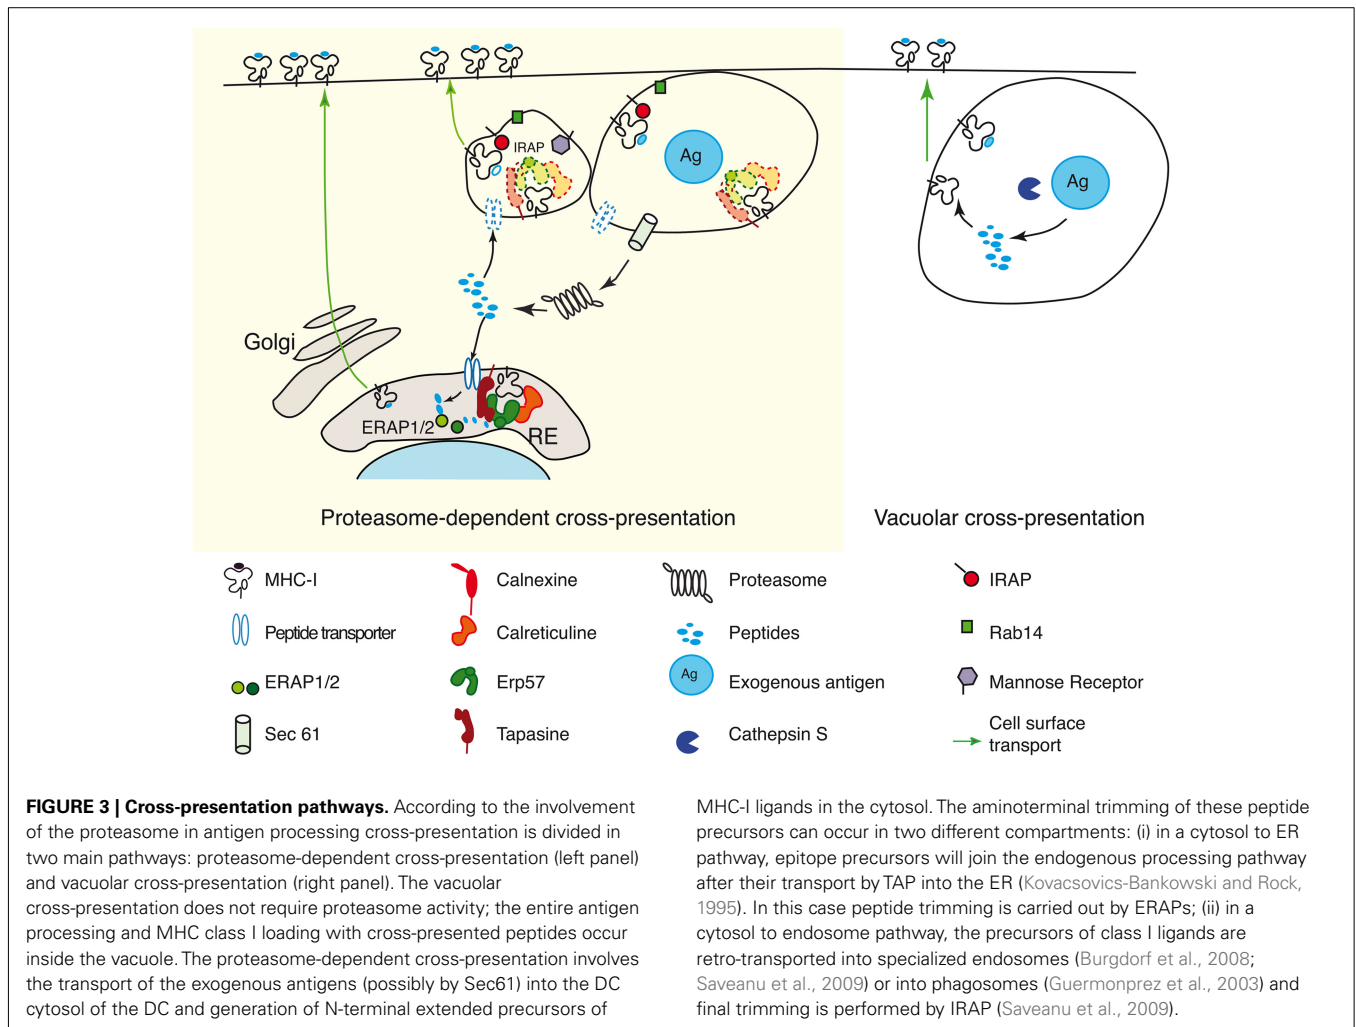 IRAP
Ag
Ag
Golgi
ERAP1/2
RE
Proteasome-dependent cross-presentation
Vacuolar cross-presentation
MHC-I
Calnexine
Proteasome
IRAP
Peptide transporter
Calreticuline
Peptides
Rab14
ERAP1/2
Erp57
Ag
Exogenous antigen
Mannose Receptor
Sec 61
Tapasine
Cathepsin S
Cell surface
transport
FIGURE 3 | Cross-presentation pathways. According to the involvement
of the proteasome in antigen processing cross-presentation is divided in
two main pathways: proteasome-dependent cross-presentation (left panel)
and vacuolar cross-presentation (right panel). The vacuolar
cross-presentation does not require proteasome activity; the entire antigen
processing and MHC class I loading with cross-presented peptides occur
inside the vacuole. The proteasome-dependent cross-presentation involves
the transport of the exogenous antigens (possibly by Sec61) into the DC
cytosol of the DC and generation of N-terminal extended precursors of
MHC-I ligands in the cytosol. The aminoterminal trimming of these peptide
precursors can occur in two different compartments: (i) in a cytosol to ER
pathway, epitope precursors will join the endogenous processing pathway
after their transport by TAP into the ER (Kovacsovics-Bankowski and Rock,
1995). In this case peptide trimming is carried out by ERAPs; (ii) in a
cytosol to endosome pathway, the precursors of class I ligands are
retro-transported into specialized endosomes (Burgdorf et al., 2008;
Saveanu et al., 2009) or into phagosomes (Guermonprez et al., 2003) and
final trimming is performed by IRAP (Saveanu et al., 2009).